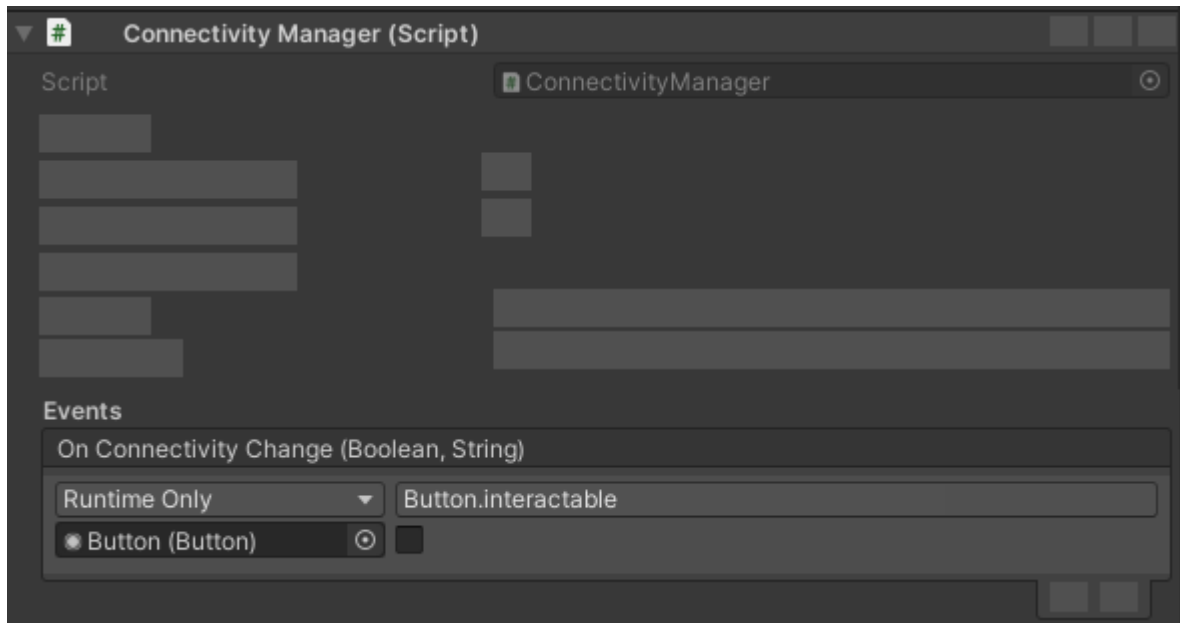 Connectivity Manager (Script)
Script ConnectivityManager
Events
On Connectivity Change (Boolean, String)
Runtime Only Button.interactable
Button (Button)